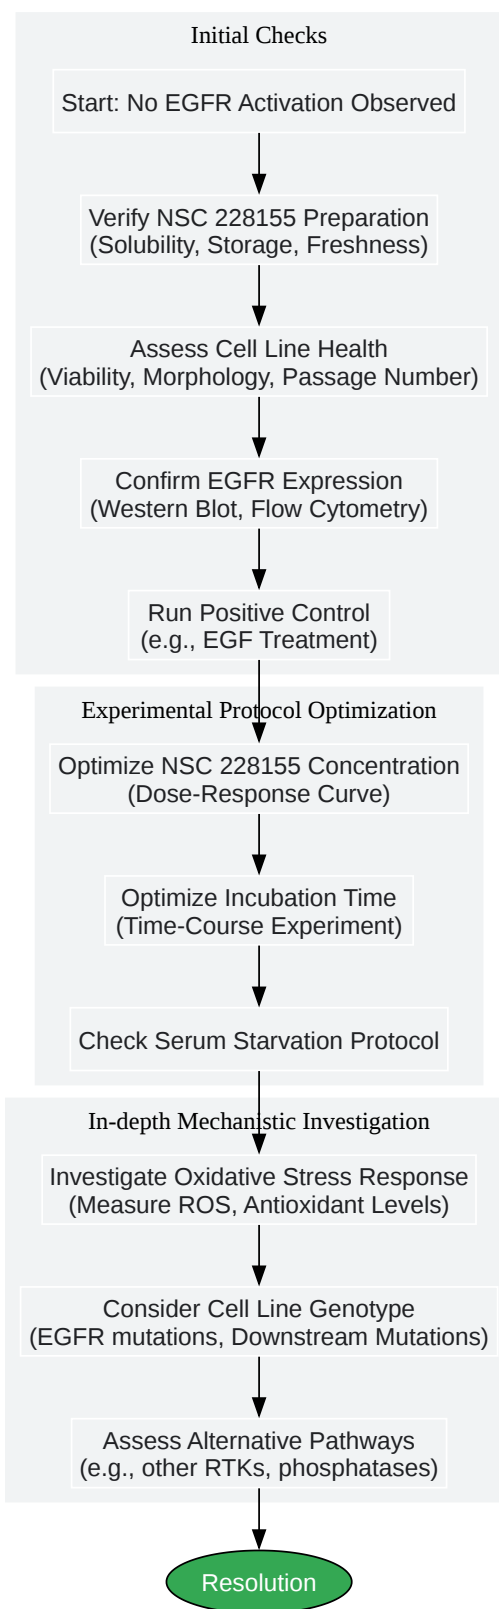 Initial Checks
Start: No EGFR Activation Observed
Verify NSC 228155 Preparation
(Solubility, Storage, Freshness)
Assess Cell Line Health
(Viability, Morphology, Passage Number)
Confirm EGFR Expression
(Western Blot, Flow Cytometry)
Run Positive Control
(e.g., EGF Treatment)
Experimental Protocol Optimization
Optimize NSC 228155 Concentration
(Dose-Response Curve)
Optimize Incubation Time
(Time-Course Experiment)
Check Serum Starvation Protocol
In-depth Mechanistic Investigation
Investigate Oxidative Stress Response
(Measure ROS, Antioxidant Levels)
Consider Cell Line Genotype
(EGFR mutations, Downstream Mutations)
Assess Alternative Pathways
(e.g., other RTKs, phosphatases)
Resolution